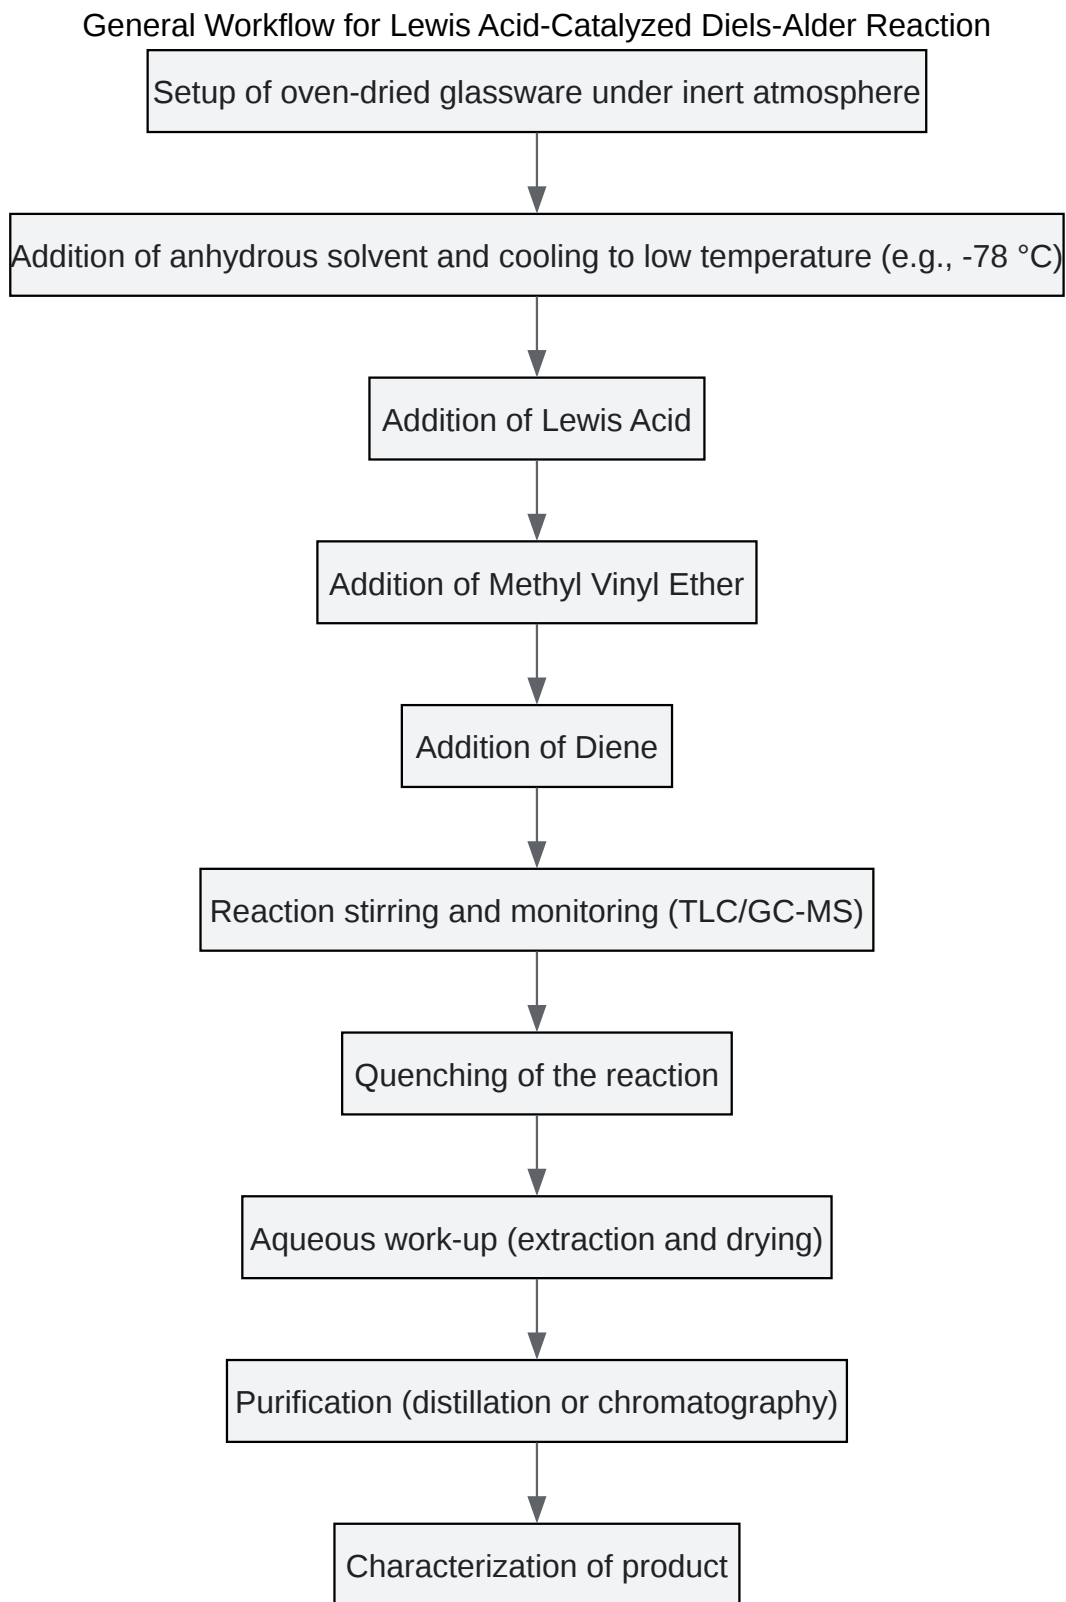 General Workflow for Lewis Acid-Catalyzed Diels-Alder Reaction
Setup of oven-dried glassware under inert atmosphere
Addition of anhydrous solvent and cooling to low temperature (e.g., -78 °C)
Addition of Lewis Acid
Addition of Methyl Vinyl Ether
Addition of Diene
Reaction stirring and monitoring (TLC/GC-MS)
Quenching of the reaction
Aqueous work-up (extraction and drying)
Purification (distillation or chromatography)
Characterization of product